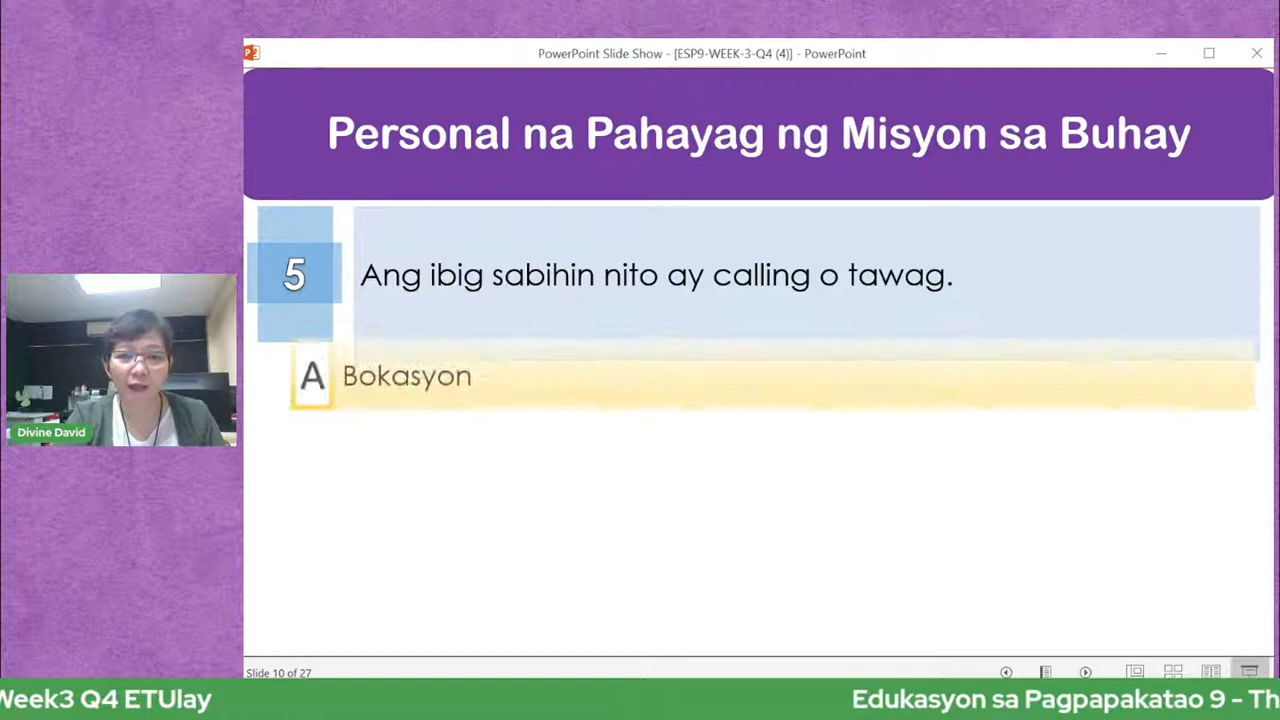 PowerPoint Slide Show - [ESP9-WEEK-3-Q4 (4)] - PowerPoint
Personal na Pahayag ng Misyon sa Buhay
5
Ang ibig sabihin nito ay calling o tawag.
A
Bokasyon
Divine David
Slide 10 of 27
Week3 Q4 ETUlay
Edukasyon sa Pagpapakatao 9 - Th